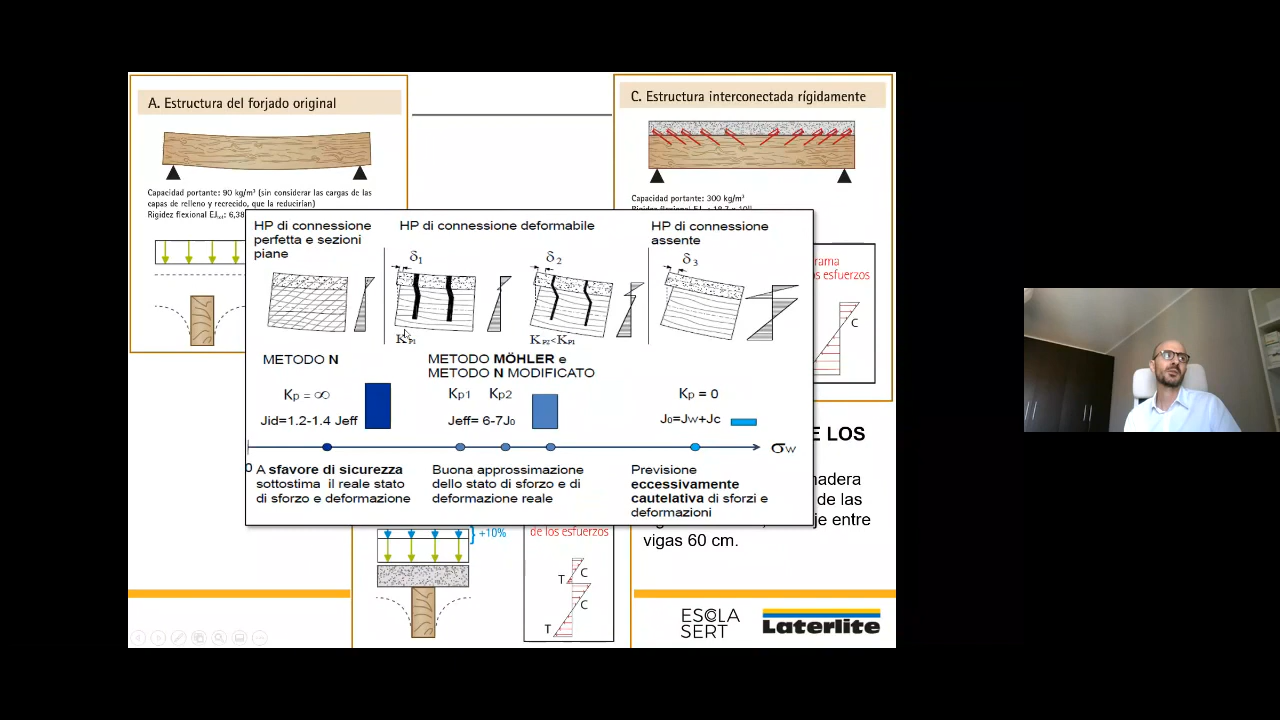 A. Estructura del forjado original
Capacidad portante: 90 kg/m² (sin considerar las cargas de las
capas de relleno y recrecido, que la reducirían)
Rigidez flexional EJ
C. Estructura interconectada rígidamente
Capacidad portante: 300 kg/m²
HP di connessione
perfetta e sezioni
piane
HP di connessione deformabile
HP di connessione
assente
δ1
δ2
δ3
Kp1
Kp2<Kp1
METODO N
METODO MÖHLER e
METODO N MODIFICATO
Kp = ∞
Kp1 Kp2
Kp = 0
Jid=1.2-1.4 Jeff
Jeff= 6-7J0
J0=Jw+Jc
σw
0
A sfavore di sicurezza
sottostima il reale stato
di sforzo e deformazione
Buona approssimazione
dello stato di sforzo e di
deformazione reale
Previsione
eccessivamente
cautelativa di sforzi e
deformazioni
rama
os esfuerzos
C
E LOS
adera
de las
je entre
vigas 60 cm.
+10%
de los esfuerzos
T
C
C
T
ESCLA
SERT
Laterlite